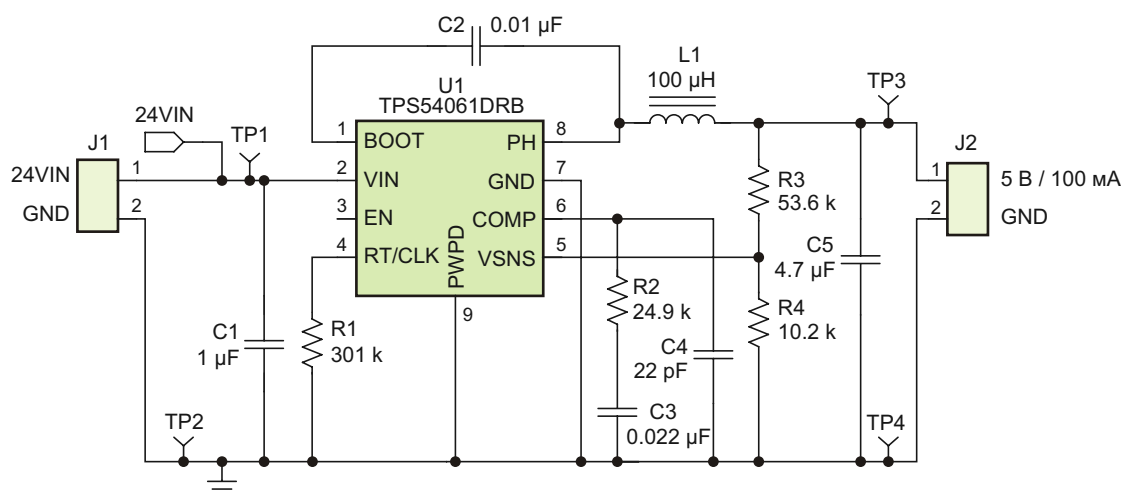 C2 0.01 µF
L1
100 µH
U1
TPS54061DRB
TP3
24VIN
TP1
J1
1 BOOT
PH 8
J2
24VIN 1
2 VIN
GND 7
R3
53.6 k
1 5 В / 100 мА
GND 2
3 EN
COMP 6
2 GND
4 RT/CLK
PWPD
VSNS 5
C5
4.7 µF
R2
24.9 k
R4
10.2 k
9
C1
1 µF
R1
301 k
C4
22 pF
C3
0.022 µF
TP2
TP4